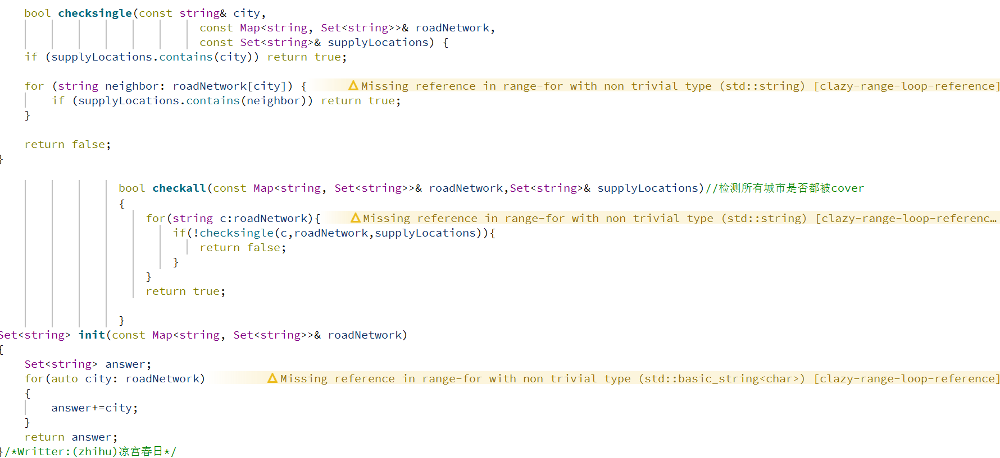 bool checksingle(const string& city,
const Map<string, Set<string>>& roadNetwork,
const Set<string>& supplyLocations) {
if (supplyLocations.contains(city)) return true;
for (string neighbor: roadNetwork[city]) { Missing reference in range-for with non trivial type (std::string) [clazy-range-loop-reference]
if (supplyLocations.contains(neighbor)) return true;
}
return false;
}
bool checkall(const Map<string, Set<string>>& roadNetwork,Set<string>& supplyLocations)//检测所有城市是否都被cover
{
for(string c:roadNetwork){ Missing reference in range-for with non trivial type (std::string) [clazy-range-loop-referenc…
if(!checksingle(c,roadNetwork,supplyLocations)){
return false;
}
}
return true;
}
Set<string> init(const Map<string, Set<string>>& roadNetwork)
{
Set<string> answer;
for(auto city: roadNetwork) Missing reference in range-for with non trivial type (std::basic_string<char>) [clazy-range-loop-reference]
{
answer+=city;
}
return answer;
}/*Writter:(zhihu)凉宫春日*/